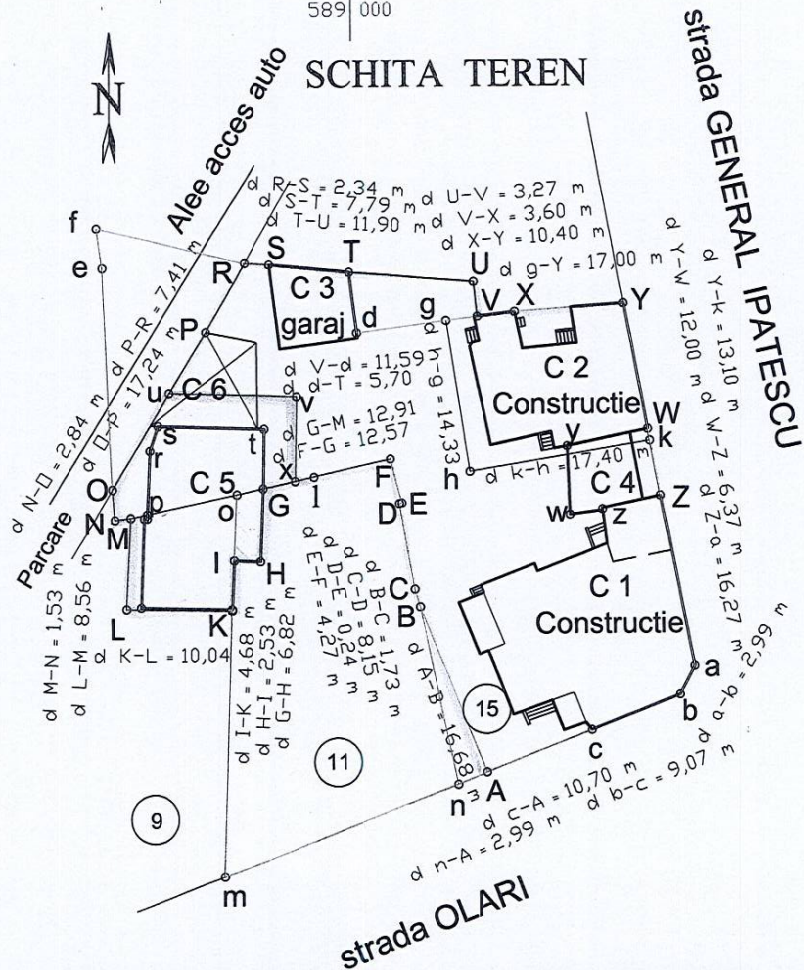 589 000
SCHITA TEREN
N
Alee acces auto
strada GENERAL IPATESCU
d R-S = 2,34 m
d S-T = 7,79 m
d T-U = 11,90 m
d U-V = 3,27 m
d V-X = 3,60 m
d X-Y = 10,40 m
d g-Y = 17,00 m
f
e
R
S
T
U
C 3
garaj
d
g
V
X
Y
d Y-W = 12,00 m
d Y-k = 13,10 m
P
d P-R = 7,41 m
d O-P = 17,24 m
d N-O = 2,84 m
C 2
Constructie
d V-d = 11,59
d d-T = 5,70
d h-g = 14,33
u
C 6
v
d G-M = 12,91
d F-G = 12,57
s
t
r
y
W
k
h
d k-h = 17,40 m
C 4
w
z
Z
d W-Z = 6,37 m
d Z-a = 16,27 m
O
N
M
p
C 5
o
G
x
l
F
D
E
Parcare
I
H
C
B
C 1
Constructie
L
K
d K-L = 10,04
d M-N = 1,53 m
d L-M = 8,56 m
d I-K = 4,68 m
d H-I = 2,53 m
d G-H = 6,82 m
d E-F = 4,27 m
d D-E = 0,24 m
d C-D = 8,15 m
d B-C = 1,73 m
d A-B = 16,68 m
a
b
d a-b = 2,99 m
15
c
11
n
A
d c-A = 10,70 m
d b-c = 9,07 m
d n-A = 2,99 m
9
m
strada OLARI